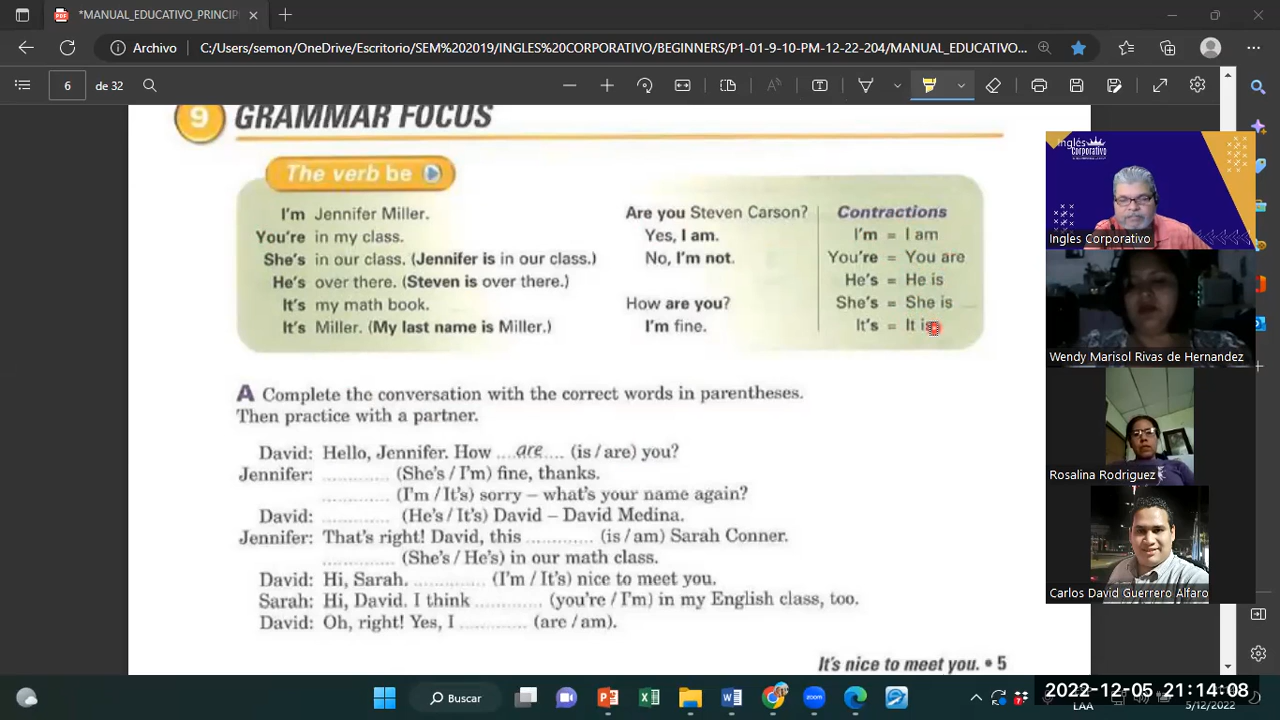 *MANUAL_EDUCATIVO_PRINCIP
Archivo
C:/Users/semon/OneDrive/Escritorio/SEM%202019/INGLES%20CORPORATIVO/BEGINNERS/P1-01-9-10-PM-12-22-204/MANUAL_EDUCATIVO...
6 de 32
9 GRAMMAR FOCUS
The verb be
I'm Jennifer Miller.
You're in my class.
She's in our class. (Jennifer is in our class.)
He's over there. (Steven is over there.)
It's my math book.
It's Miller. (My last name is Miller.)
Are you Steven Carson?
Yes, I am.
No, I'm not.
How are you?
I'm fine.
Contractions
I'm = I am
You're = You are
He's = He is
She's = She is
It's = It is
A Complete the conversation with the correct words in parentheses.
Then practice with a partner.
David: Hello, Jennifer. How ....are.... (is / are) you?
Jennifer: ............ (She's / I'm) fine, thanks.
............ (I'm / It's) sorry – what's your name again?
David: ............ (He's / It's) David – David Medina.
Jennifer: That's right! David, this ............ (is / am) Sarah Conner.
............ (She's / He's) in our math class.
David: Hi, Sarah. ............ (I'm / It's) nice to meet you.
Sarah: Hi, David. I think ............ (you're / I'm) in my English class, too.
David: Oh, right! Yes, I ............ (are / am).
It's nice to meet you. • 5
Inglés
Corporativo
Ingles Corporativo
Wendy Marisol Rivas de Hernandez
Rosalina Rodriguez
Carlos David Guerrero Alfaro
Buscar
2022-12-05 21:14:08
LAA
5/12/2022